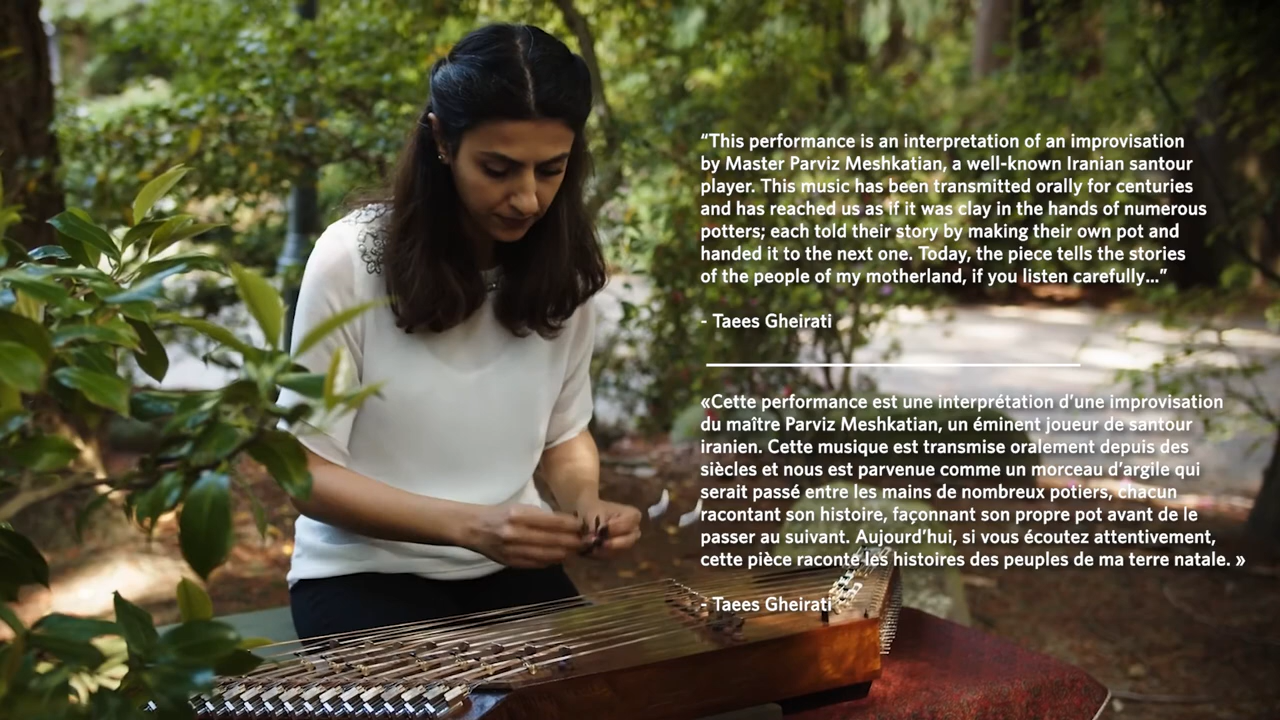 “This performance is an interpretation of an improvisation
by Master Parviz Meshkatian, a well-known Iranian santour
player. This music has been transmitted orally for centuries
and has reached us as if it was clay in the hands of numerous
potters; each told their story by making their own pot and
handed it to the next one. Today, the piece tells the stories
of the people of my motherland, if you listen carefully...”
- Taees Gheirati
«Cette performance est une interprétation d’une improvisation
du maître Parviz Meshkatian, un éminent joueur de santour
iranien. Cette musique est transmise oralement depuis des
siècles et nous est parvenue comme un morceau d’argile qui
serait passé entre les mains de nombreux potiers, chacun
racontant son histoire, façonnant son propre pot avant de le
passer au suivant. Aujourd’hui, si vous écoutez attentivement,
cette pièce raconte les histoires des peuples de ma terre natale. »
- Taees Gheirati